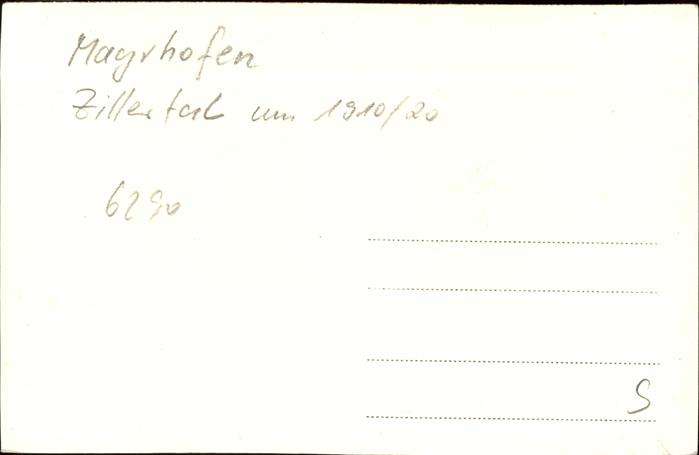 Mayrhofen
Zillertal um 1910/20
6290
S